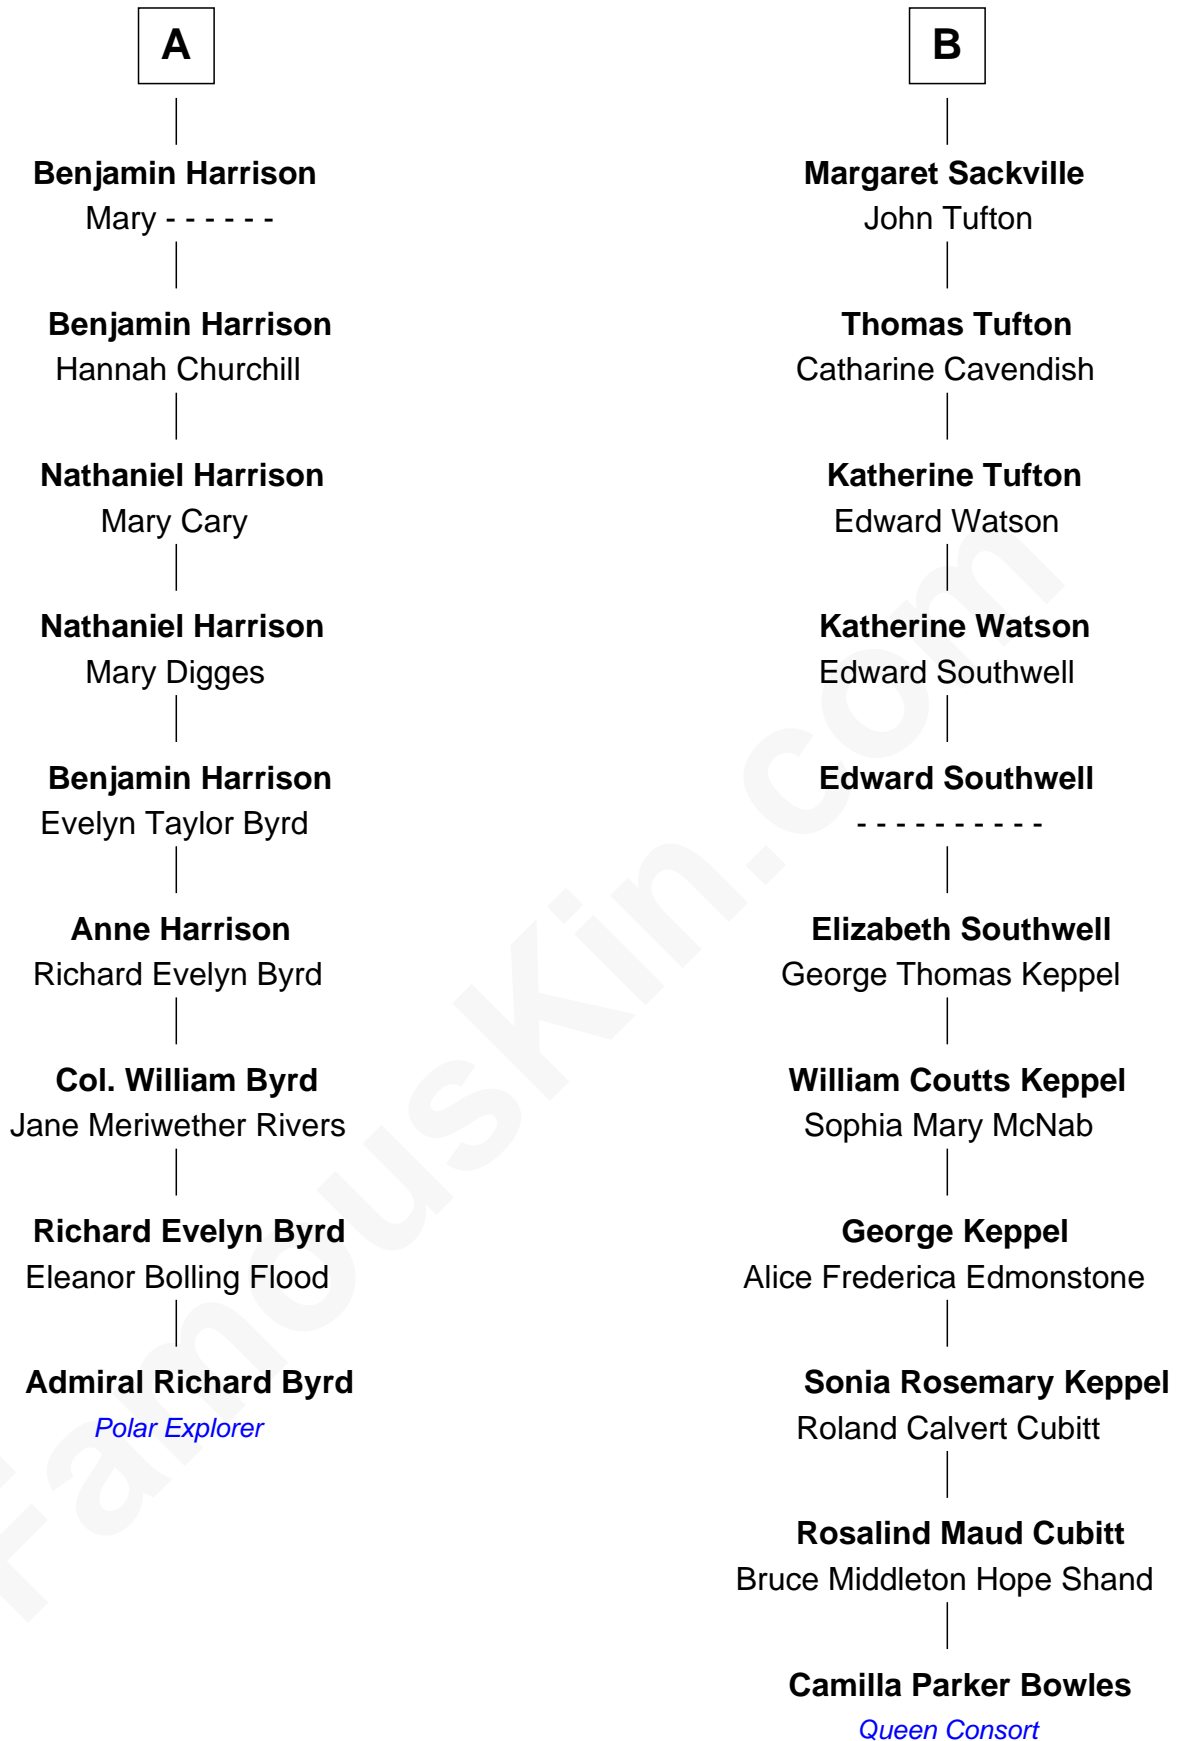 A
Benjamin Harrison
Mary - - - - - -
Benjamin Harrison
Hannah Churchill
Nathaniel Harrison
Mary Cary
Nathaniel Harrison
Mary Digges
Benjamin Harrison
Evelyn Taylor Byrd
Anne Harrison
Richard Evelyn Byrd
Col. William Byrd
Jane Meriwether Rivers
Richard Evelyn Byrd
Eleanor Bolling Flood
Admiral Richard Byrd
Polar Explorer
B
Margaret Sackville
John Tufton
Thomas Tufton
Catharine Cavendish
Katherine Tufton
Edward Watson
Katherine Watson
Edward Southwell
Edward Southwell
- - - - - - - - - -
Elizabeth Southwell
George Thomas Keppel
William Coutts Keppel
Sophia Mary McNab
George Keppel
Alice Frederica Edmonstone
Sonia Rosemary Keppel
Roland Calvert Cubitt
Rosalind Maud Cubitt
Bruce Middleton Hope Shand
Camilla Parker Bowles
Queen Consort
FamousKin.com